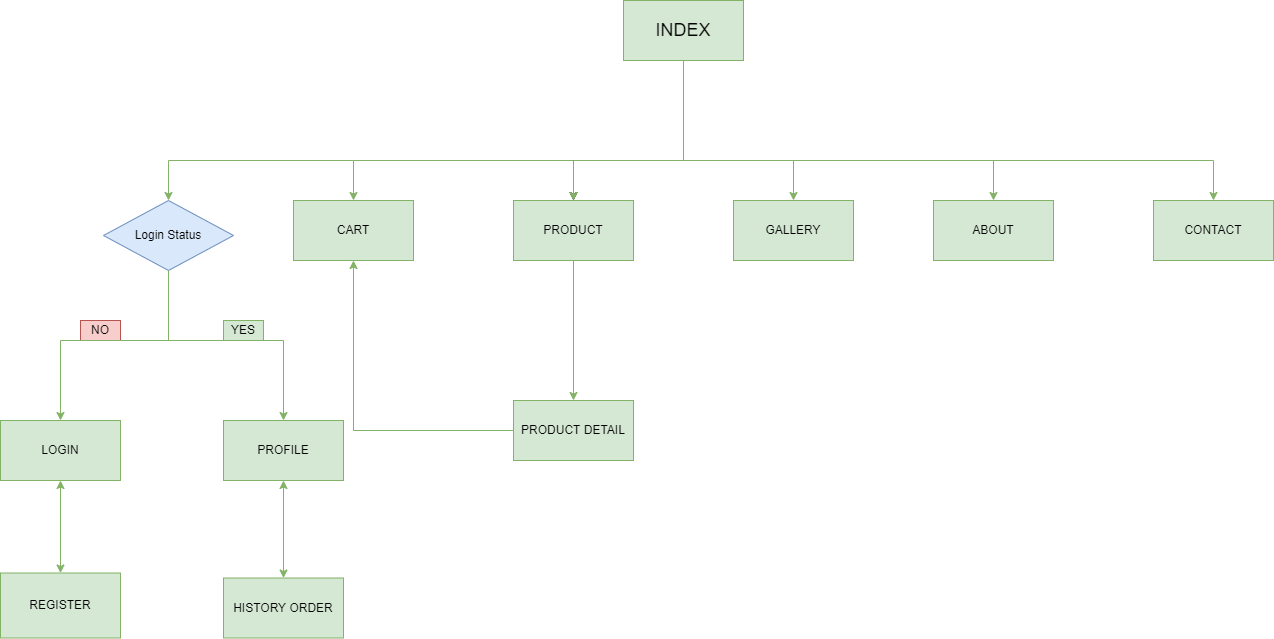 INDEX
Login Status
CART
PRODUCT
GALLERY
ABOUT
CONTACT
NO
YES
PRODUCT DETAIL
LOGIN
PROFILE
REGISTER
HISTORY ORDER